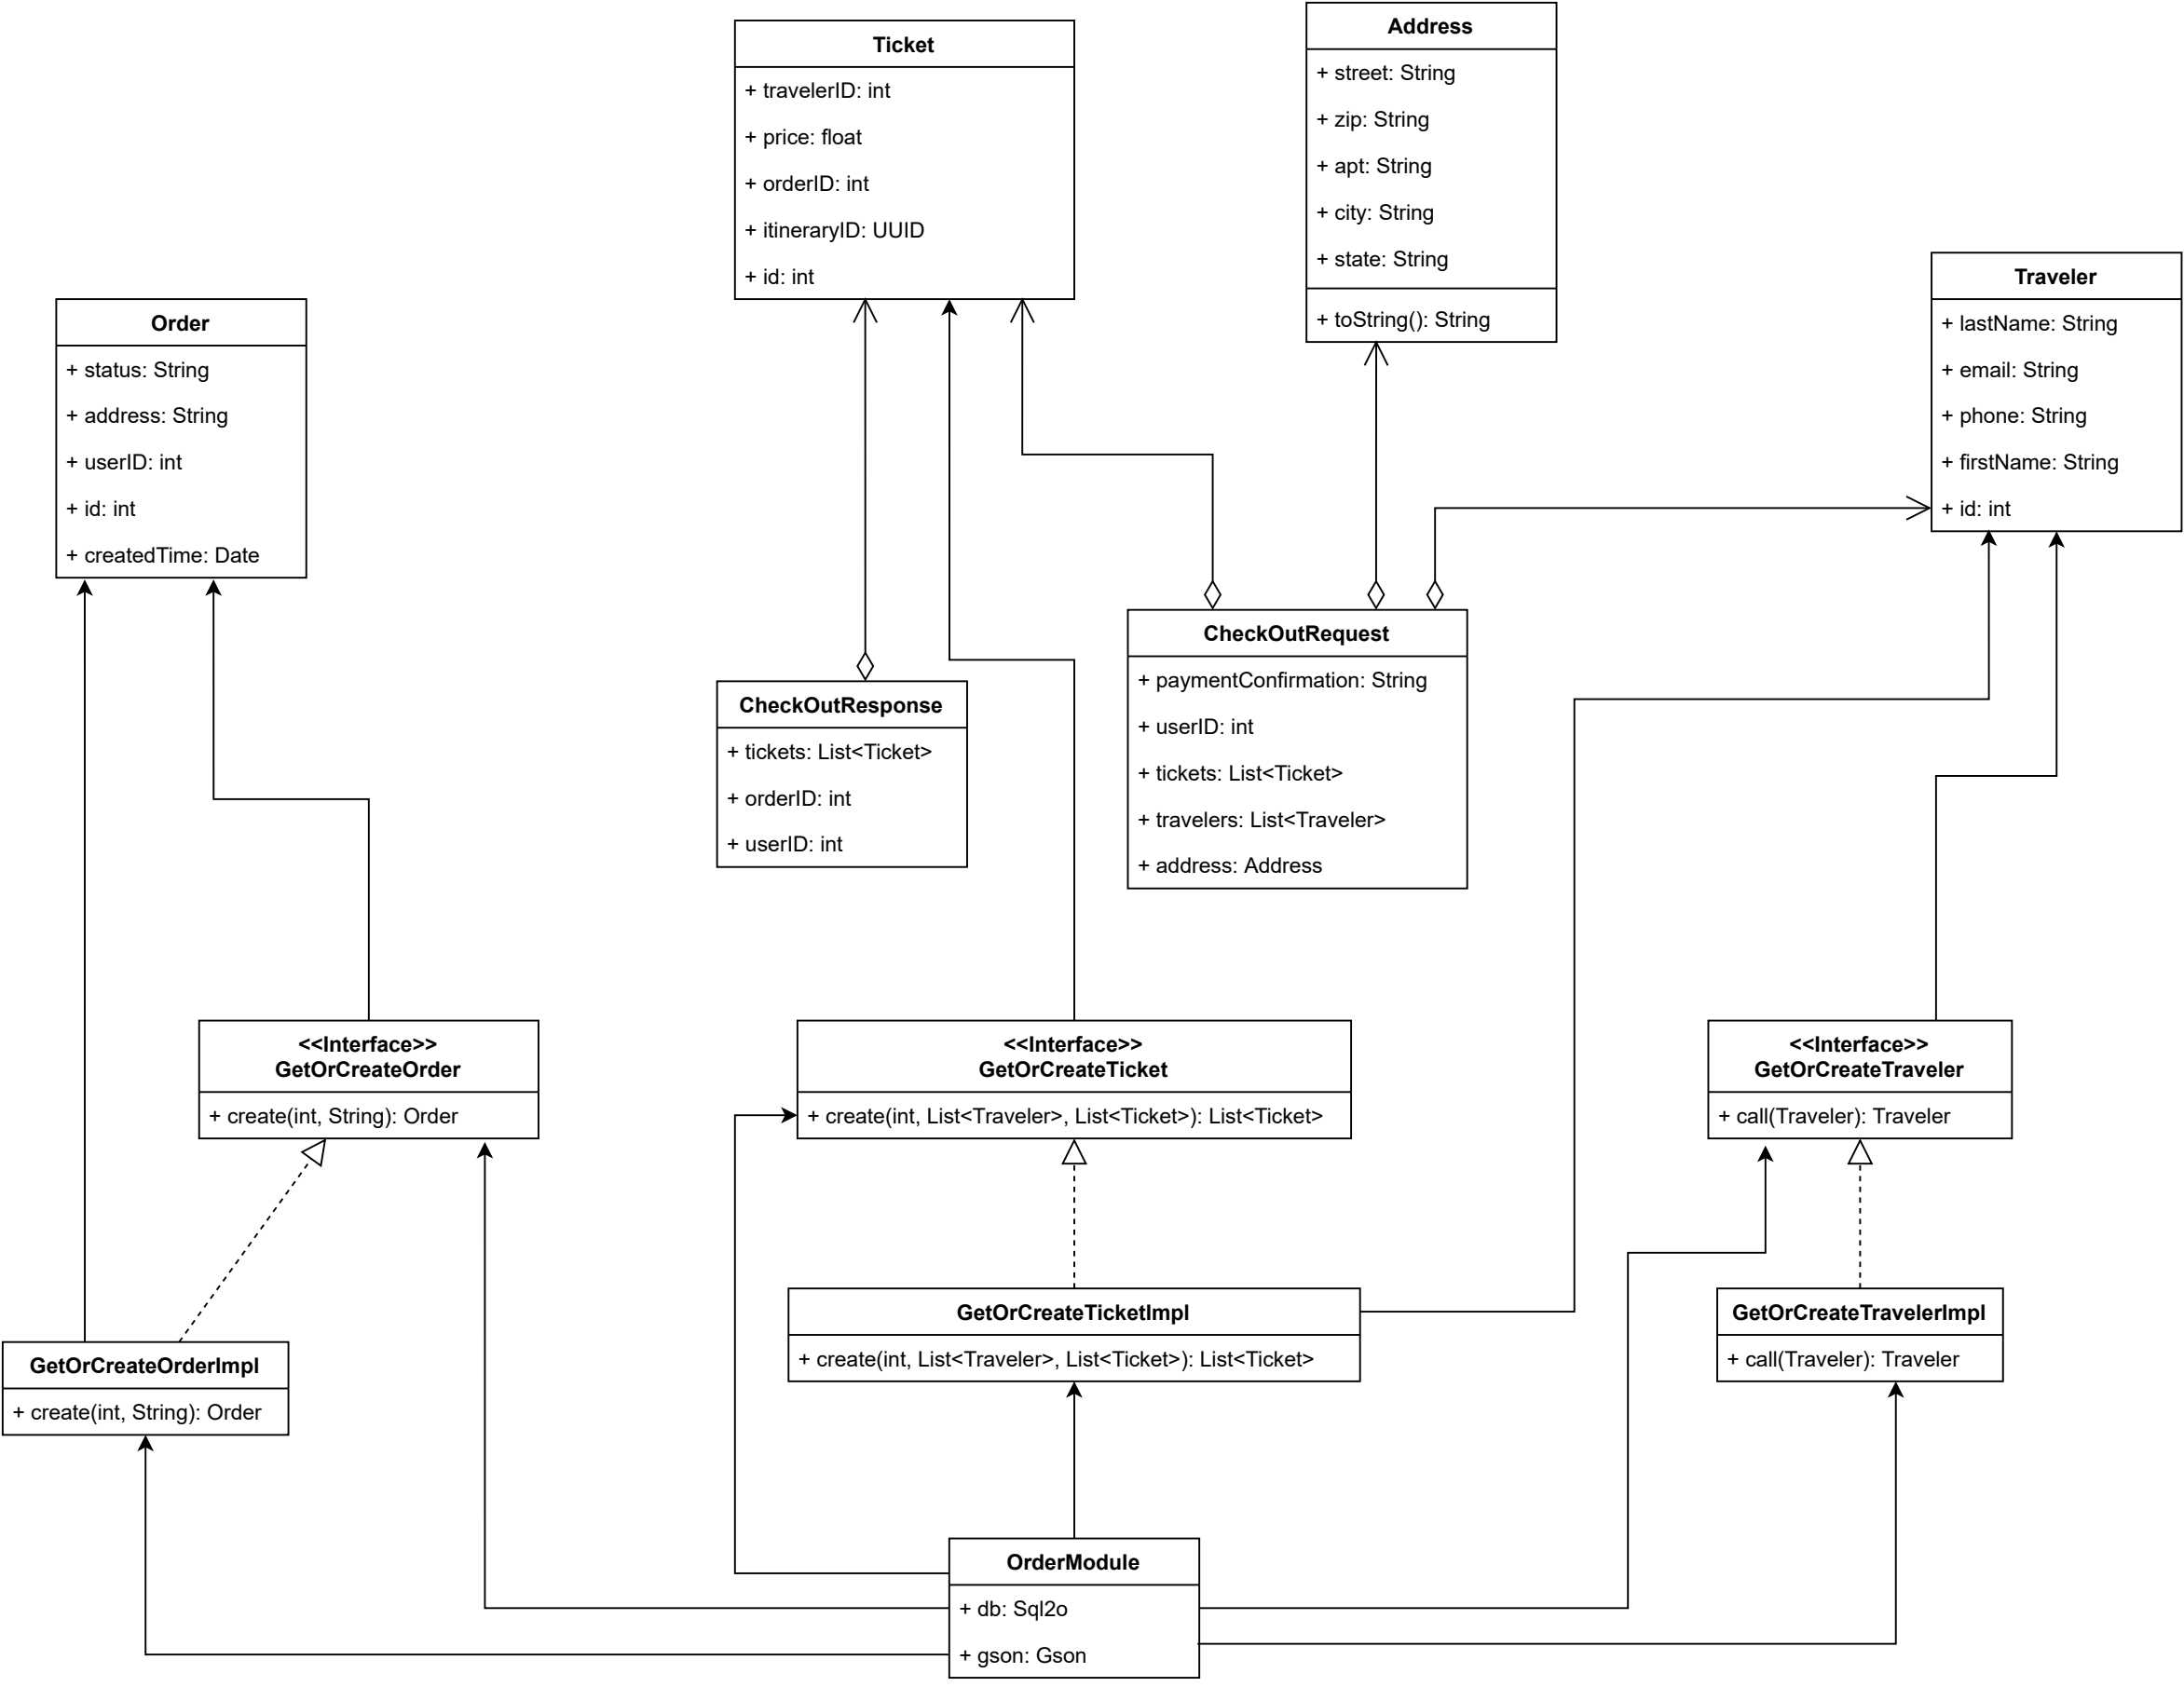 Ticket
+ travelerID: int
+ price: float
+ orderID: int
+ itineraryID: UUID
+ id: int
Address
+ street: String
+ zip: String
+ apt: String
+ city: String
+ state: String
+ toString(): String
Traveler
+ lastName: String
+ email: String
+ phone: String
+ firstName: String
+ id: int
Order
+ status: String
+ address: String
+ userID: int
+ id: int
+ createdTime: Date
CheckOutResponse
+ tickets: List<Ticket>
+ orderID: int
+ userID: int
CheckOutRequest
+ paymentConfirmation: String
+ userID: int
+ tickets: List<Ticket>
+ travelers: List<Traveler>
+ address: Address
<<Interface>>
GetOrCreateOrder
+ create(int, String): Order
<<Interface>>
GetOrCreateTicket
+ create(int, List<Traveler>, List<Ticket>): List<Ticket>
<<Interface>>
GetOrCreateTraveler
+ call(Traveler): Traveler
GetOrCreateOrderImpl
+ create(int, String): Order
GetOrCreateTicketImpl
+ create(int, List<Traveler>, List<Ticket>): List<Ticket>
GetOrCreateTravelerImpl
+ call(Traveler): Traveler
OrderModule
+ db: Sql2o
+ gson: Gson